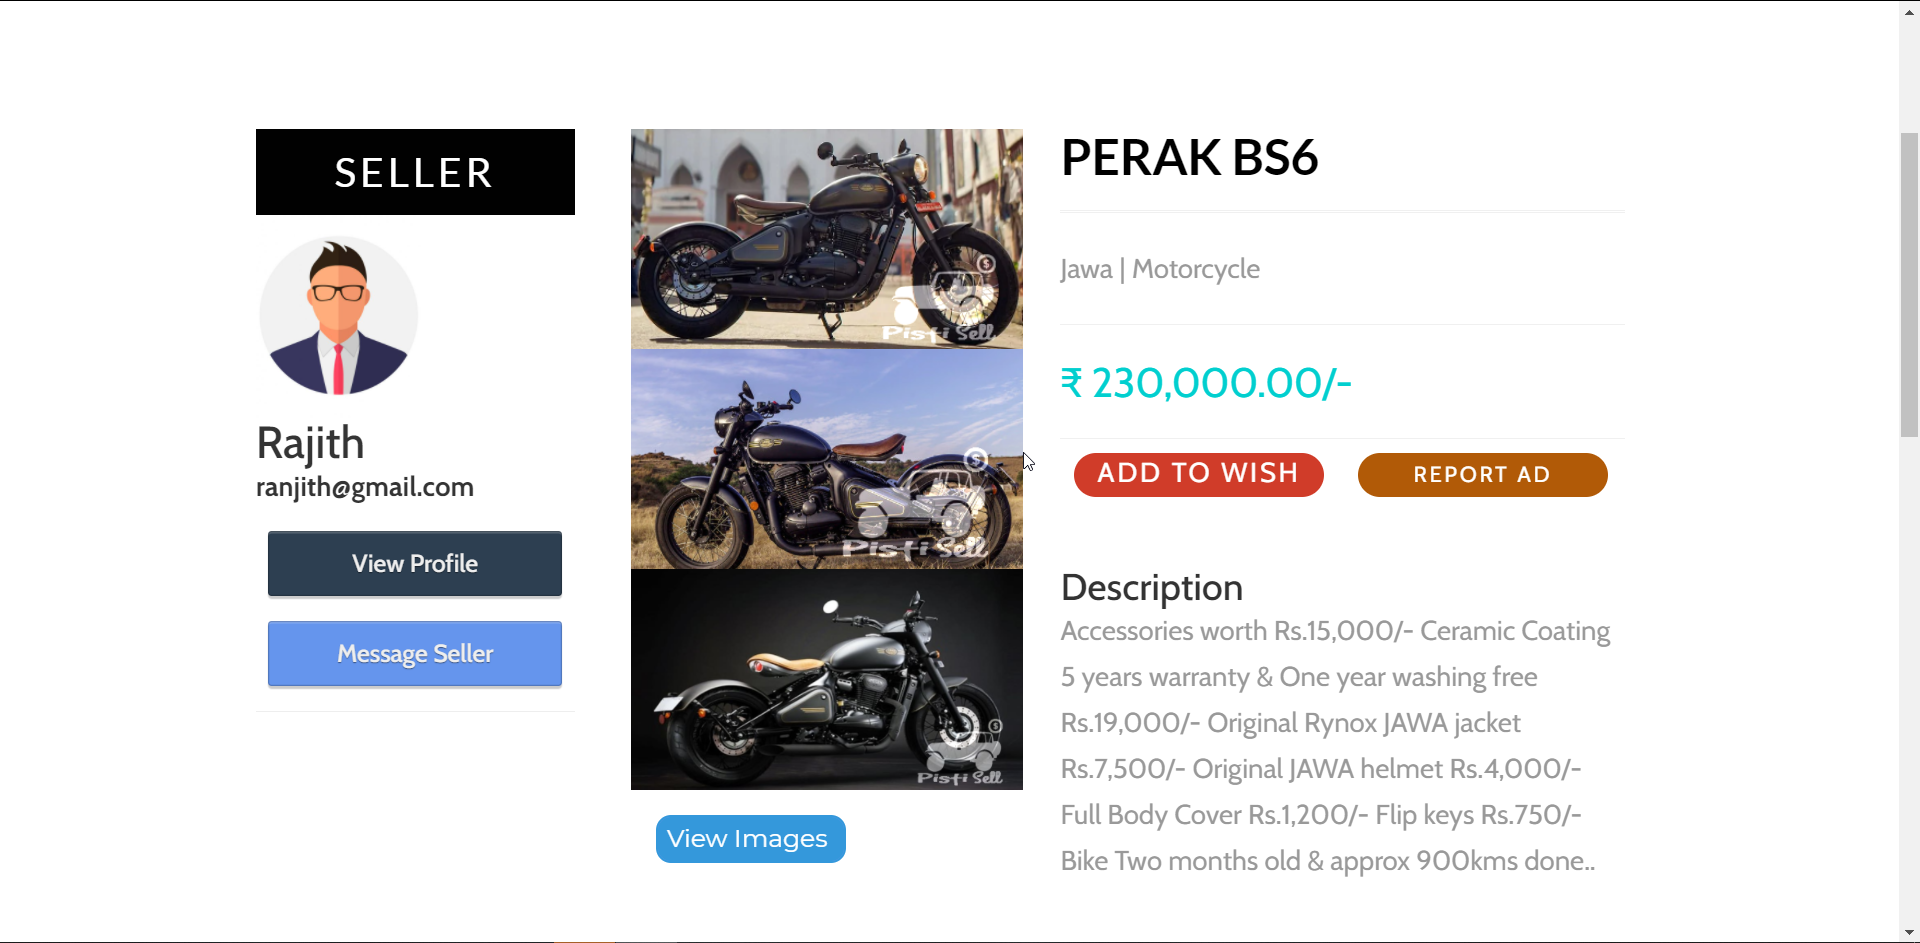 SELLER
Rajith
ranjith@gmail.com
View Profile
Message Seller
Pisfi Sell
Pisfi Sell
Pisfi Sell
View Images
PERAK BS6
Jawa | Motorcycle
₹ 230,000.00/-
ADD TO WISH
REPORT AD
Description
Accessories worth Rs.15,000/- Ceramic Coating
5 years warranty & One year washing free
Rs.19,000/- Original Rynox JAWA jacket
Rs.7,500/- Original JAWA helmet Rs.4,000/-
Full Body Cover Rs.1,200/- Flip keys Rs.750/-
Bike Two months old & approx 900kms done..